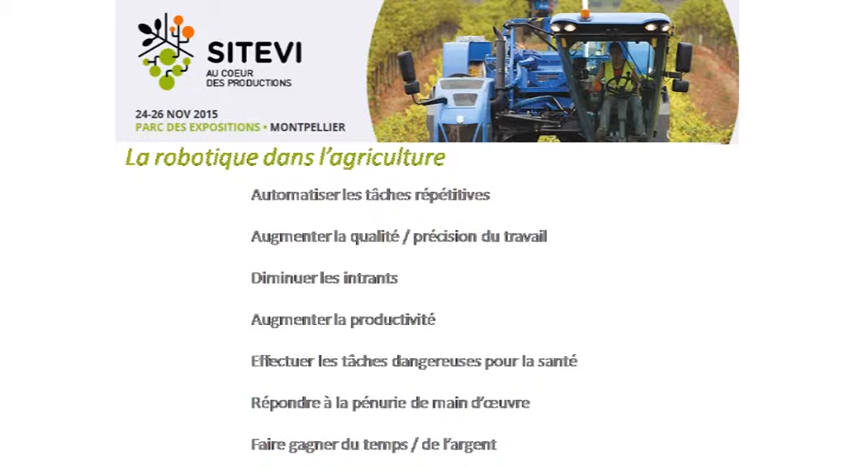 SITEVI
AU COEUR
DES PRODUCTIONS
24-26 NOV 2015
PARC DES EXPOSITIONS • MONTPELLIER
La robotique dans l'agriculture
Automatiser les tâches répétitives
Augmenter la qualité / précision du travail
Diminuer les intrants
Augmenter la productivité
Effectuer les tâches dangereuses pour la santé
Répondre à la pénurie de main d'œuvre
Faire gagner du temps / de l'argent